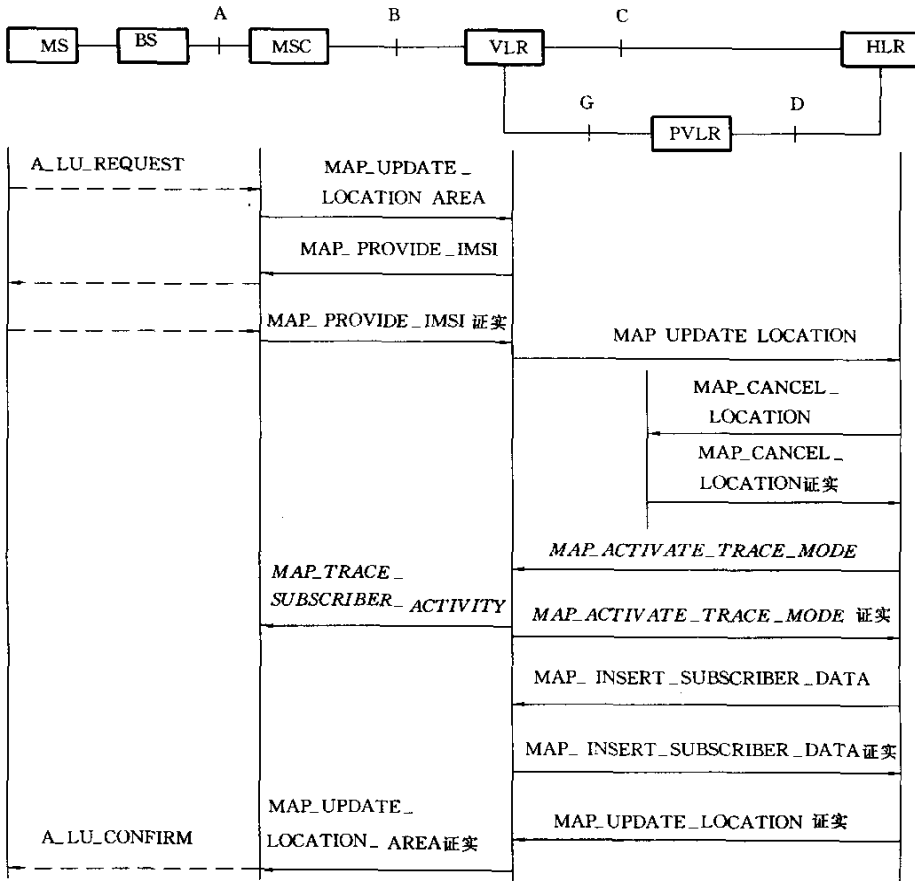 A B C
MS BS MSC VLR HLR
G D
PVLR
A_LU_REQUEST
MAP_UPDATE_
LOCATION AREA
MAP_ PROVIDE_IMSI
MAP_ PROVIDE_IMSI 证实
MAP UPDATE LOCATION
MAP_CANCEL_
LOCATION
MAP_CANCEL_
LOCATION证实
MAP_ACTIVATE_TRACE_MODE
MAP_TRACE_
SUBSCRIBER_ACTIVITY
MAP_ACTIVATE_TRACE_MODE 证实
MAP_ INSERT_SUBSCRIBER_DATA
MAP_ INSERT_SUBSCRIBER_DATA证实
MAP_UPDATE_
LOCATION_ AREA证实
MAP_UPDATE_LOCATION 证实
A_LU_CONFIRM